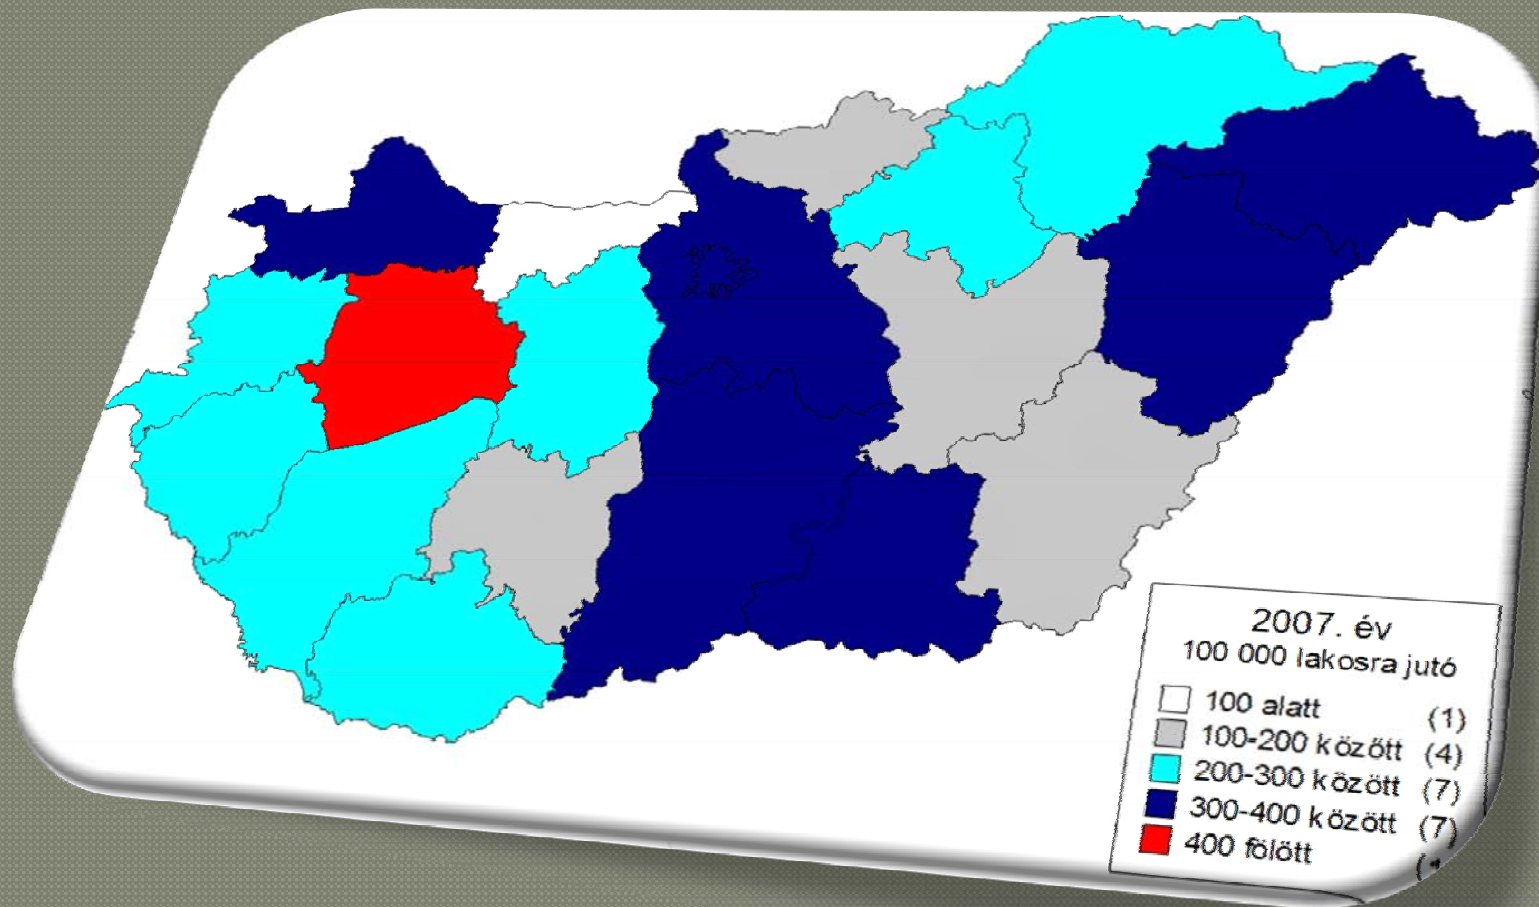 2007. év
100 000 lakosra jutó
100 alatt (1)
100-200 között (4)
200-300 között (7)
300-400 között (7)
400 fölött